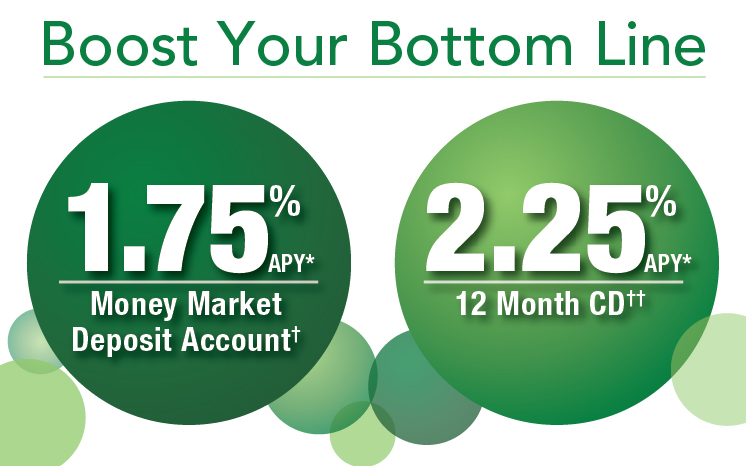 Boost Your Bottom Line
1.75% APY*
Money Market
Deposit Account†
2.25% APY*
12 Month CD††